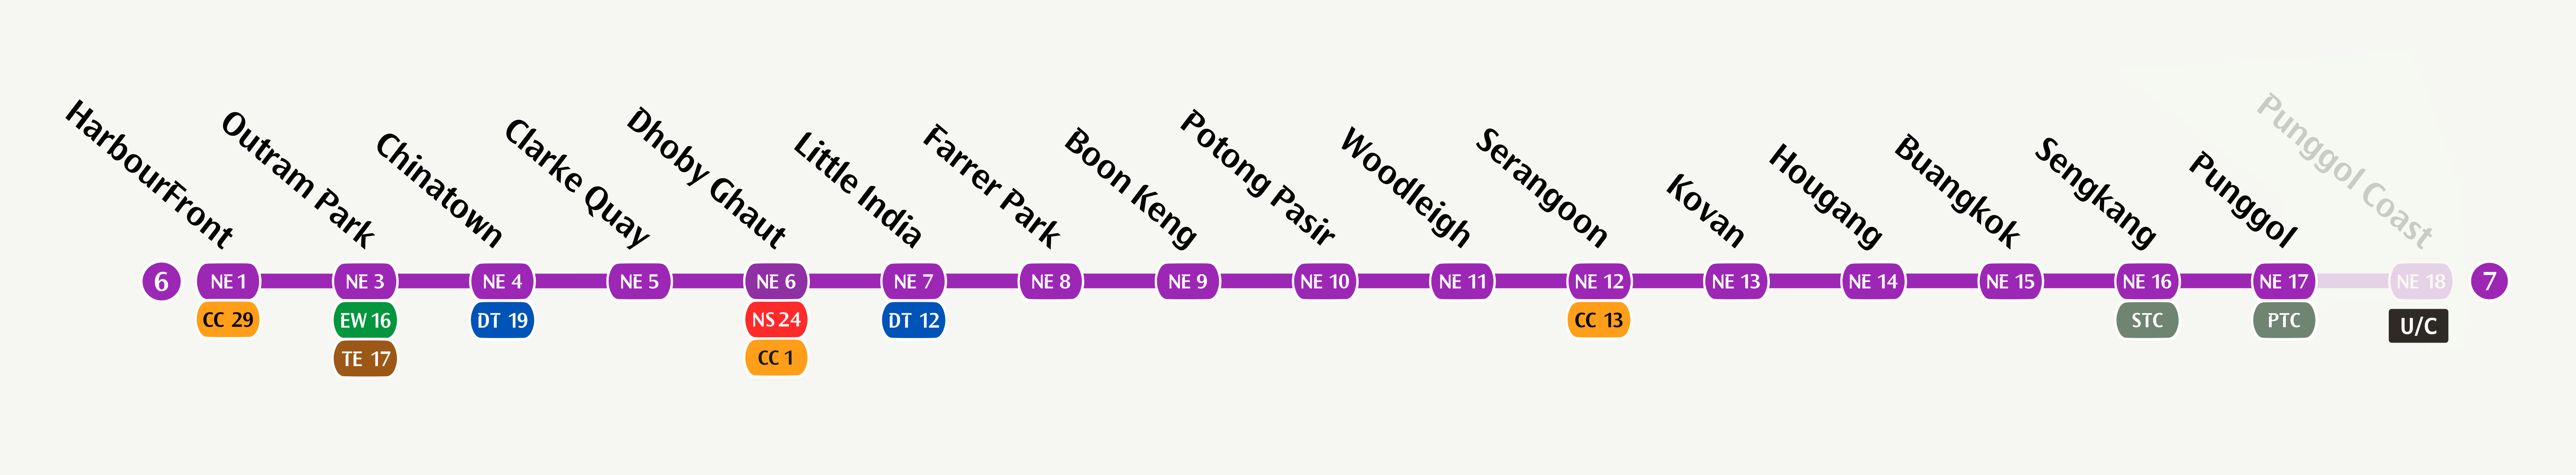 HarbourFront
Outram Park
Chinatown
Clarke Quay
Dhoby Ghaut
Little India
Farrer Park
Boon Keng
Potong Pasir
Woodleigh
Serangoon
Kovan
Hougang
Buangkok
Sengkang
Punggol
Punggol Coast
6 NE 1 NE 3 NE 4 NE 5 NE 6 NE 7 NE 8 NE 9 NE 10 NE 11 NE 12 NE 13 NE 14 NE 15 NE 16 NE 17 NE 18 7
CC 29 EW 16 DT 19 NS 24 DT 12 CC 13 STC PTC U/C
TE 17 CC 1